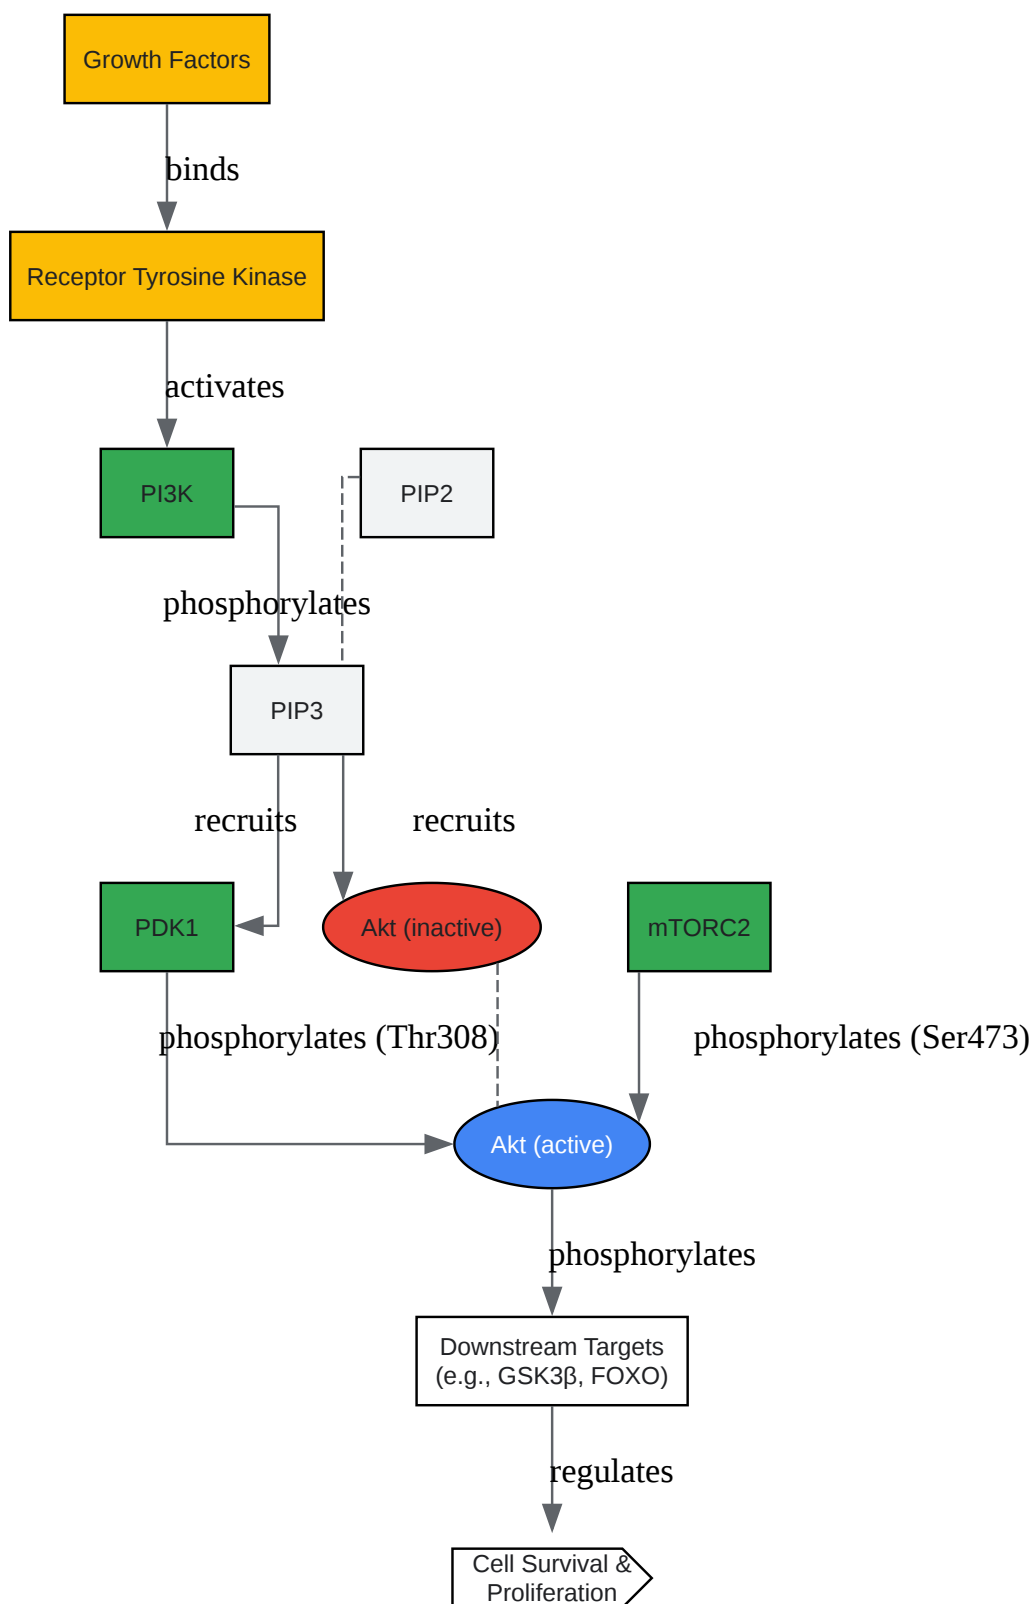 Growth Factors
binds
Receptor Tyrosine Kinase
activates
PI3K
PIP2
phosphorylates
PIP3
recruits
recruits
PDK1
Akt (inactive)
mTORC2
phosphorylates (Thr308)
phosphorylates (Ser473)
Akt (active)
phosphorylates
Downstream Targets
(e.g., GSK3β, FOXO)
regulates
Cell Survival &
Proliferation